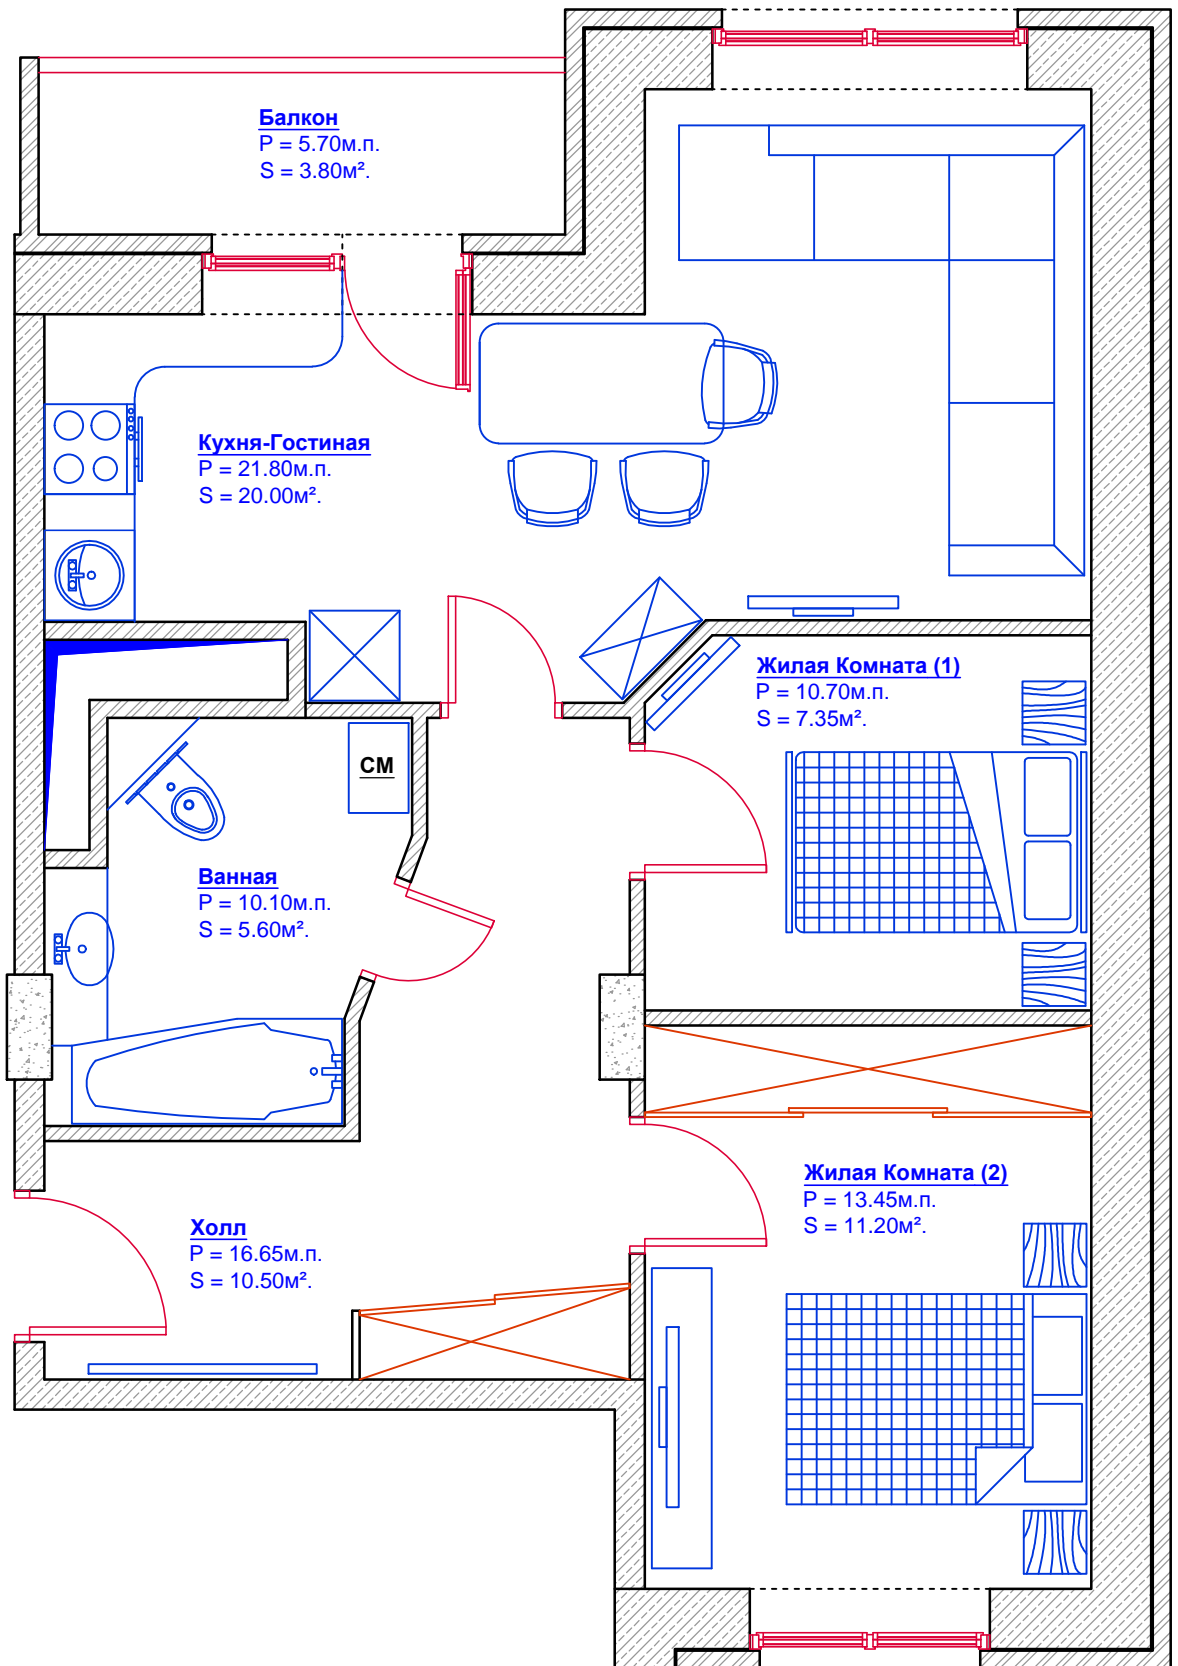 Балкон
P = 5.70м.п.
S = 3.80м².
Кухня-Гостиная
P = 21.80м.п.
S = 20.00м².
Жилая Комната (1)
P = 10.70м.п.
S = 7.35м².
СМ
Ванная
P = 10.10м.п.
S = 5.60м².
Жилая Комната (2)
P = 13.45м.п.
S = 11.20м².
Холл
P = 16.65м.п.
S = 10.50м².